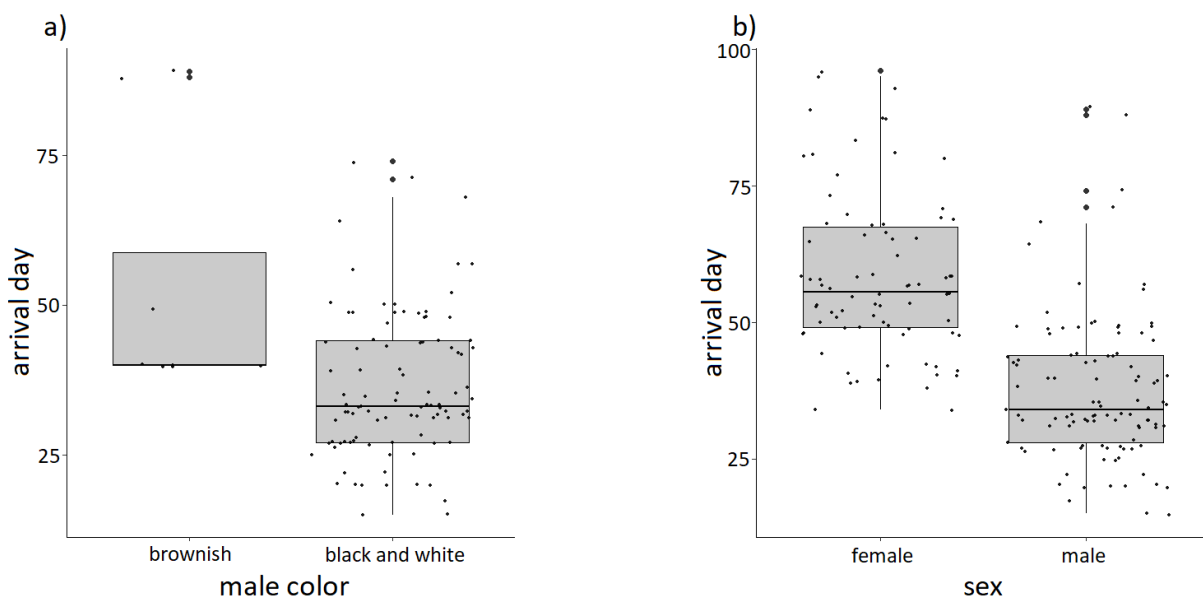 a)
75
50
25
arrival day
brownish
black and white
male color
b)
100
75
50
25
arrival day
female
male
sex